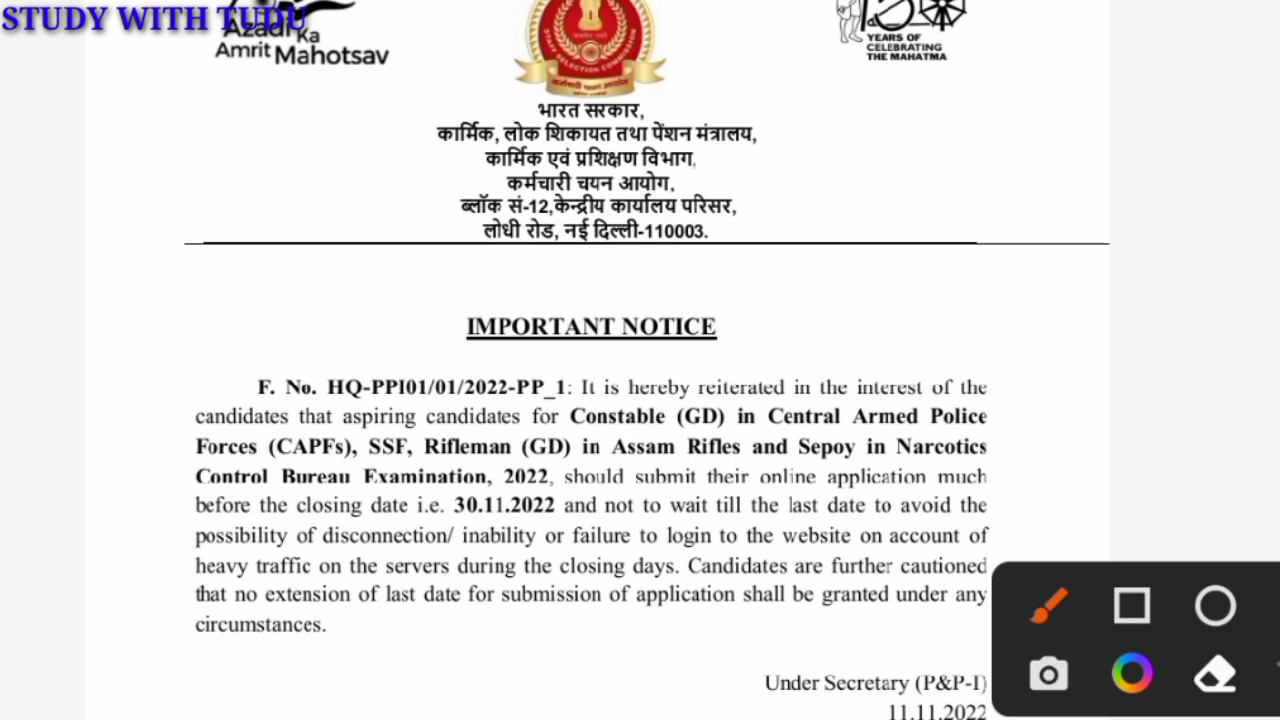 STUDY WITH TUDU
Azadi Ka
Amrit Mahotsav
STAFF SELECTION COMMISSION
YEARS OF
CELEBRATING
THE MAHATMA
भारत सरकार,
कार्मिक, लोक शिकायत तथा पेंशन मंत्रालय,
कार्मिक एवं प्रशिक्षण विभाग,
कर्मचारी चयन आयोग,
ब्लॉक सं-12,केन्द्रीय कार्यालय परिसर,
लोधी रोड, नई दिल्ली-110003.
IMPORTANT NOTICE
F. No. HQ-PPI01/01/2022-PP_1: It is hereby reiterated in the interest of the
candidates that aspiring candidates for Constable (GD) in Central Armed Police
Forces (CAPFs), SSF, Rifleman (GD) in Assam Rifles and Sepoy in Narcotics
Control Bureau Examination, 2022, should submit their online application much
before the closing date i.e. 30.11.2022 and not to wait till the last date to avoid the
possibility of disconnection/ inability or failure to login to the website on account of
heavy traffic on the servers during the closing days. Candidates are further cautioned
that no extension of last date for submission of application shall be granted under any
circumstances.
Under Secretary (P&P-I)
11.11.2022